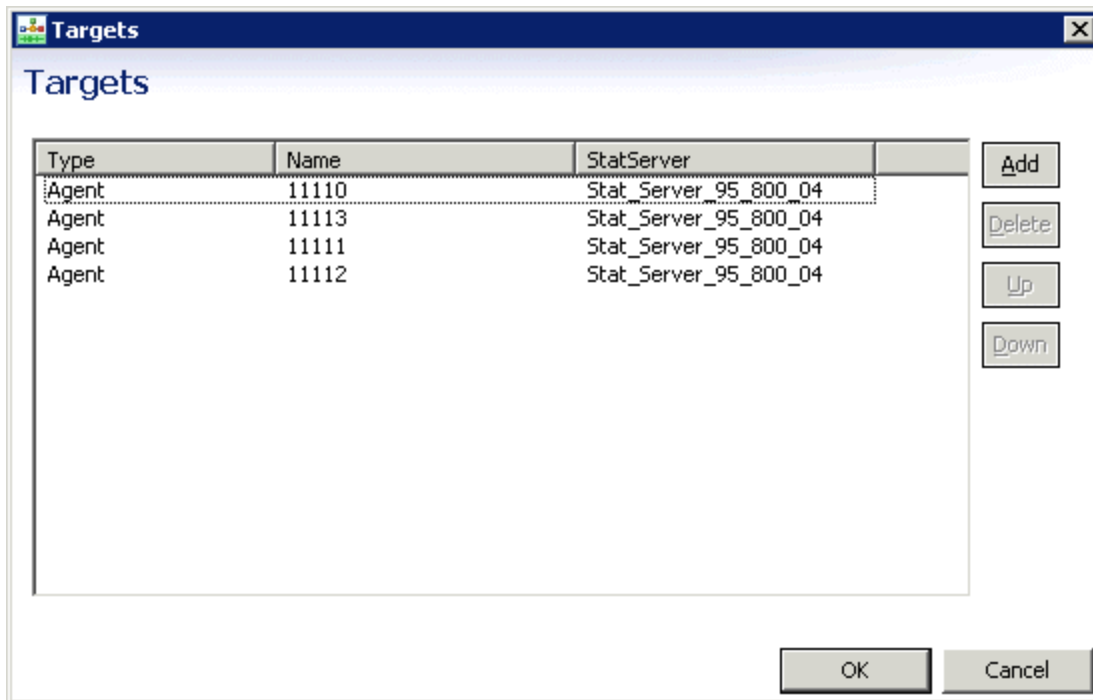 Targets
Targets
Type Name StatServer
Agent 11110 Stat_Server_95_800_04
Agent 11113 Stat_Server_95_800_04
Agent 11111 Stat_Server_95_800_04
Agent 11112 Stat_Server_95_800_04
Add
Delete
Up
Down
OK Cancel